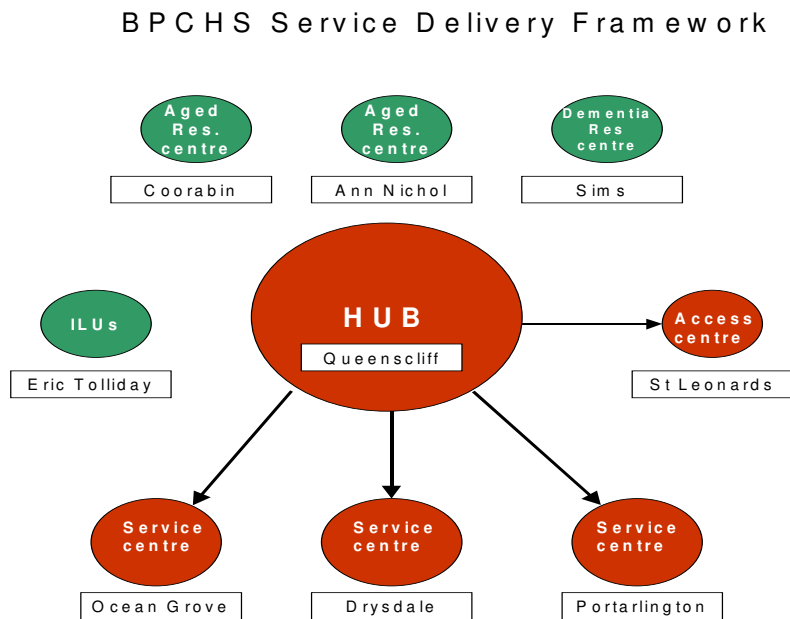 BPCHS Service Delivery Framework
Aged
Res.
centre
Coorabin
Aged
Res.
centre
Ann Nichol
Dementia
Res
centre
Sims
HUB
Queenscliff
ILUs
Eric Tolliday
Access
centre
St Leonards
Service
centre
Ocean Grove
Service
centre
Drysdale
Service
centre
Portarlington